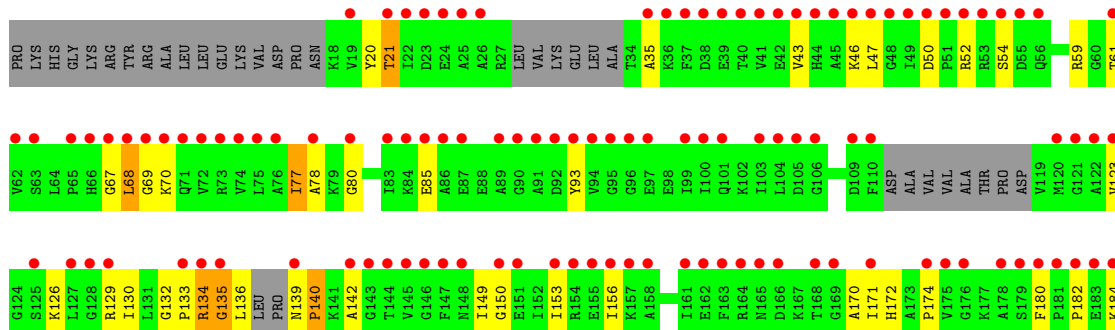 PRO LYS HIS GLY LYS ARG TYR ARG ALA LEU LEU GLU LYS VAL ASP PRO ASN K18 V19 Y20 T21 I22 D23 E24 A25 A26 R27 LEU VAL LYS GLU LEU ALA T34 A35 K36 F37 D38 E39 T40 V41 E42 V43 H44 A45 K46 L47 G48 I49 D50 P51 R52 R53 S54 D55 Q56 R59 G60 T61
V62 S63 L64 P65 H66 G67 L68 G69 K70 Q71 V72 R73 V74 L75 A76 I77 A78 K79 G80 I83 K84 E85 A86 E87 E88 A89 G90 A91 D92 Y93 V94 G95 G96 E97 E98 I99 I100 Q101 K102 I103 L104 D105 G106 D109 F110 ASP ALA VAL VAL ALA THR PRO ASP V119 M120 G121 A122 V123
G124 S125 K126 L127 G128 R129 I130 L131 G132 P133 R134 G135 L136 LEU PRO N139 P140 K141 A142 G143 T144 V145 G146 F147 N148 I149 G150 E151 I152 I153 R154 E155 I156 K157 A158 I161 E162 F163 R164 N165 D166 K167 T168 G169 A170 I171 H172 A173 P174 V175 G176 K177 A178 S179 F180 P181 P182 E183 K184